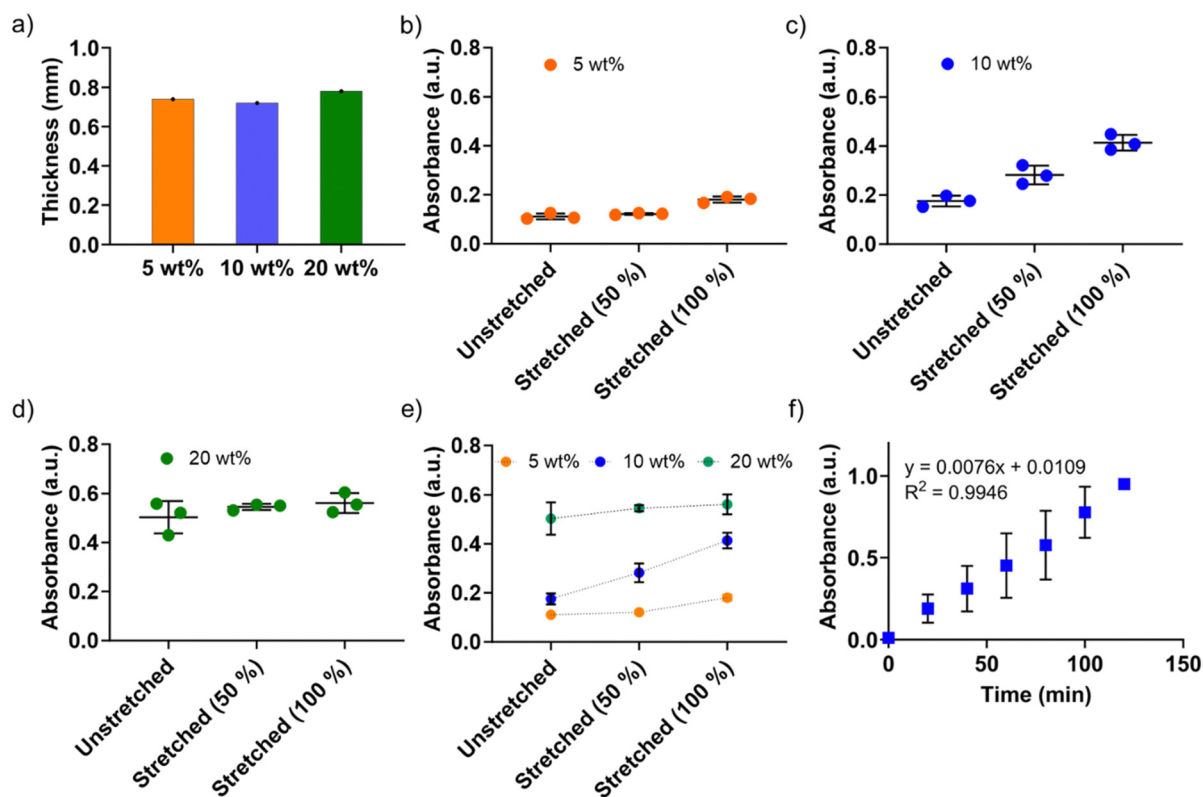 a)
Thickness (mm)
1.0
0.8
0.6
0.4
0.2
0.0
5 wt% 10 wt% 20 wt%
b)
Absorbance (a.u.)
0.8
0.6
0.4
0.2
0.0
5 wt%
Unstretched
Stretched (50 %)
Stretched (100 %)
c)
Absorbance (a.u.)
0.8
0.6
0.4
0.2
0.0
10 wt%
Unstretched
Stretched (50 %)
Stretched (100 %)
d)
Absorbance (a.u.)
0.8
0.6
0.4
0.2
0.0
20 wt%
Unstretched
Stretched (50 %)
Stretched (100 %)
e)
Absorbance (a.u.)
0.8
0.6
0.4
0.2
0.0
5 wt% 10 wt% 20 wt%
Unstretched
Stretched (50 %)
Stretched (100 %)
f)
Absorbance (a.u.)
1.0
0.5
0.0
y = 0.0076x + 0.0109
R² = 0.9946
0 50 100 150
Time (min)